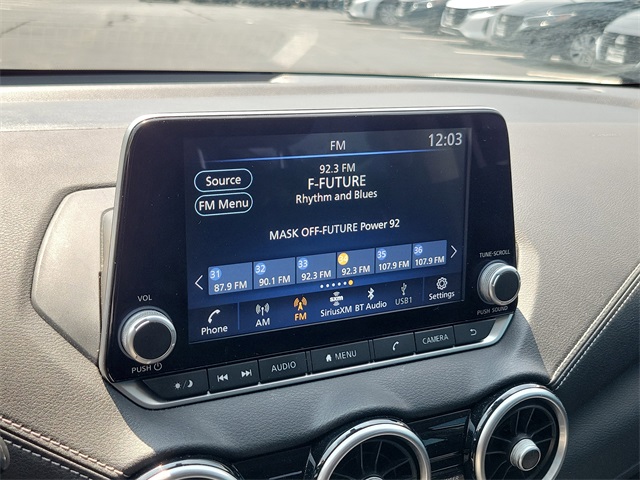 FM
12:03
92.3 FM
F-FUTURE
Rhythm and Blues
Source
FM Menu
MASK OFF-FUTURE Power 92
31 32 33 34 35 36
87.9 FM 90.1 FM 92.3 FM 92.3 FM 107.9 FM 107.9 FM
Phone AM FM SiriusXM BT Audio USB1 Settings
VOL
PUSH
TUNE·SCROLL
PUSH SOUND
AUDIO MENU CAMERA